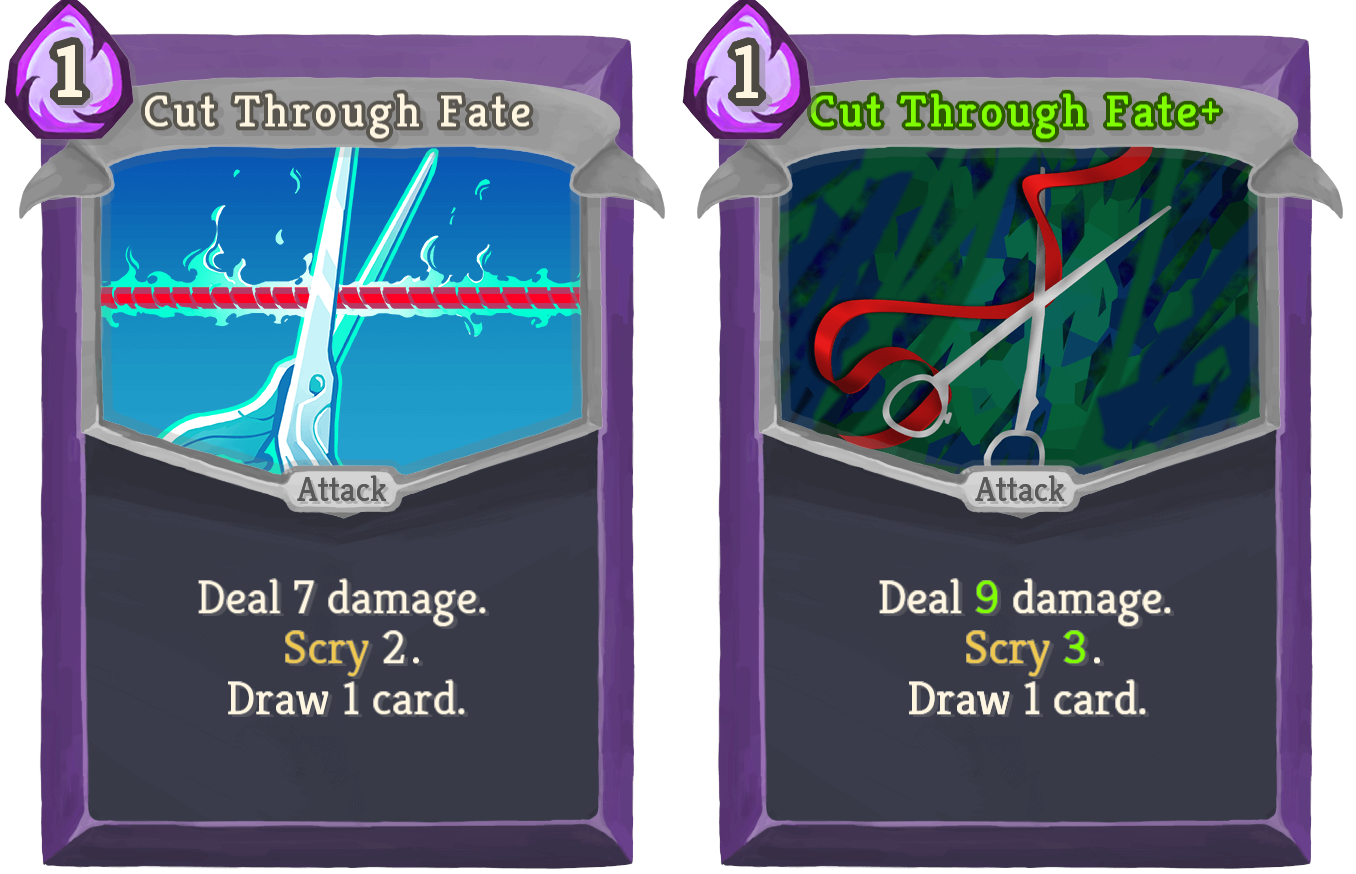 1
Cut Through Fate
Attack
Deal 7 damage.
Scry 2.
Draw 1 card.
1
Cut Through Fate+
Attack
Deal 9 damage.
Scry 3.
Draw 1 card.